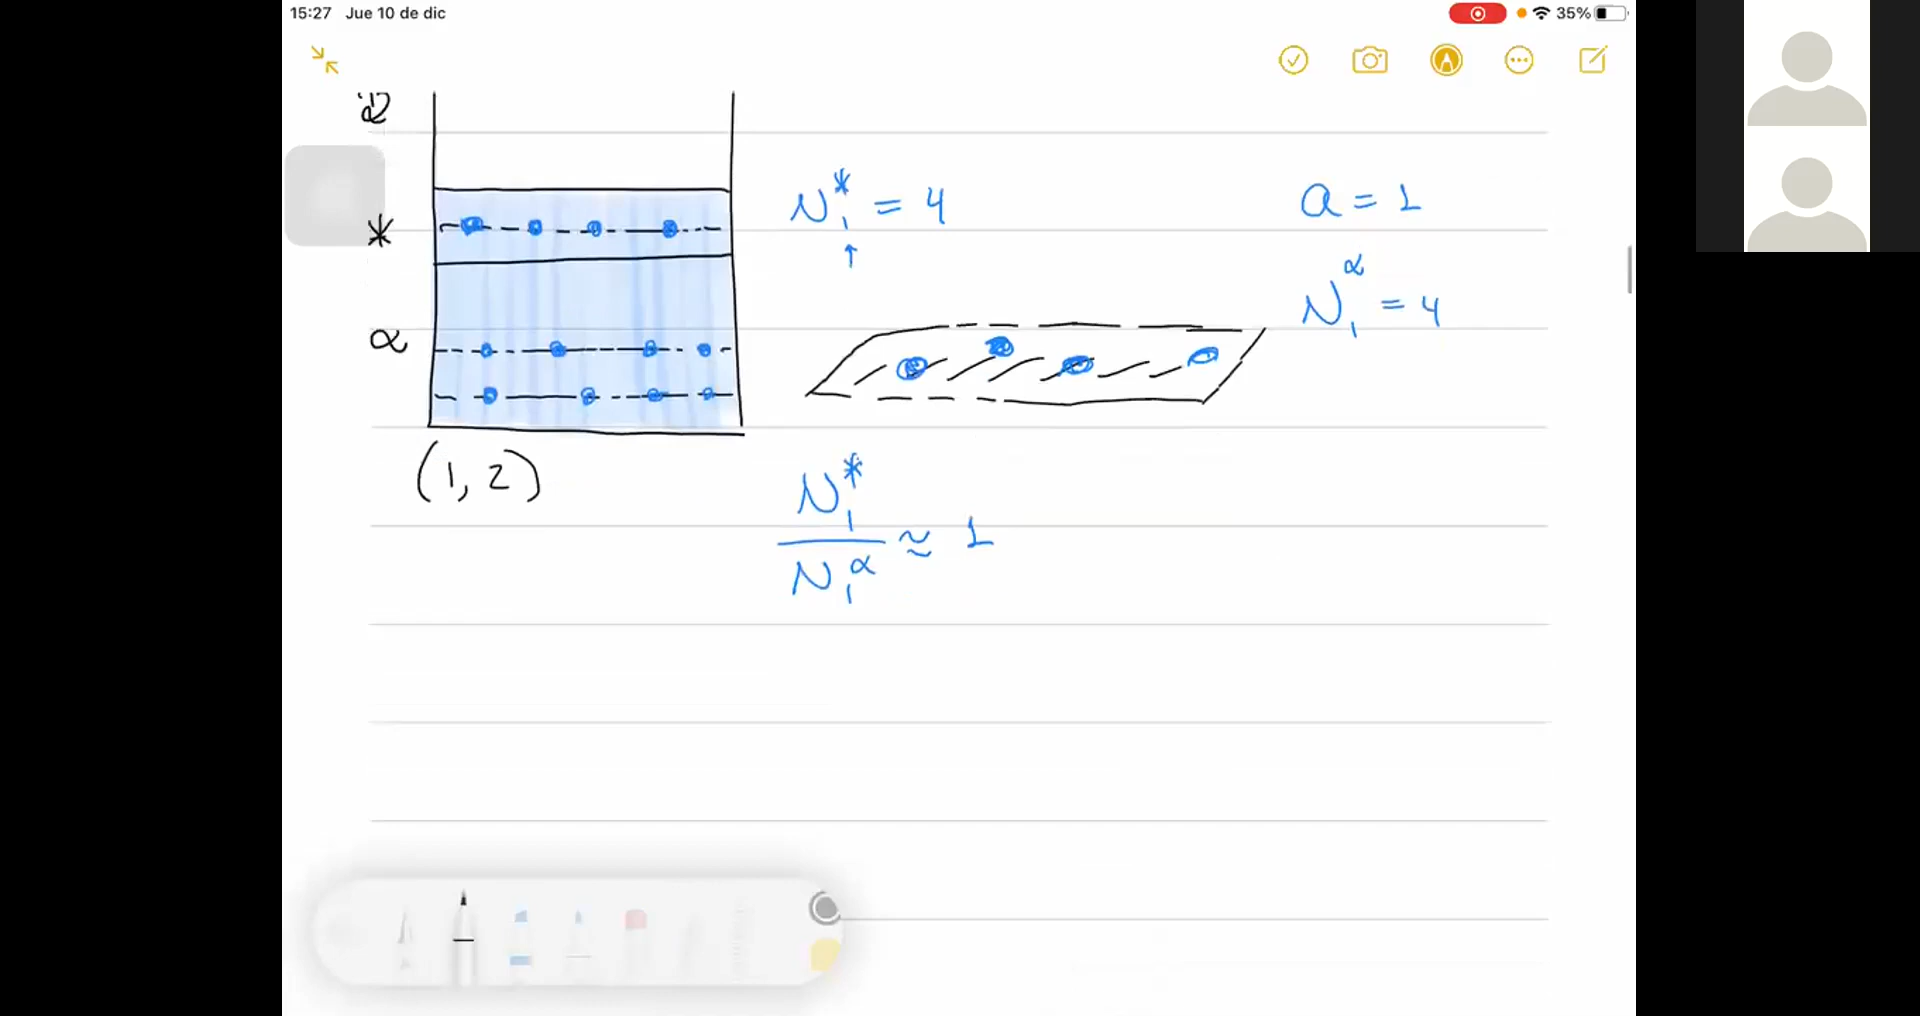 15:27 Jue 10 de dic 35%
*
N₁* = 4
a = 1
α
N₁^α = 4
(1, 2)
N₁* / N₁^α ≈ 1